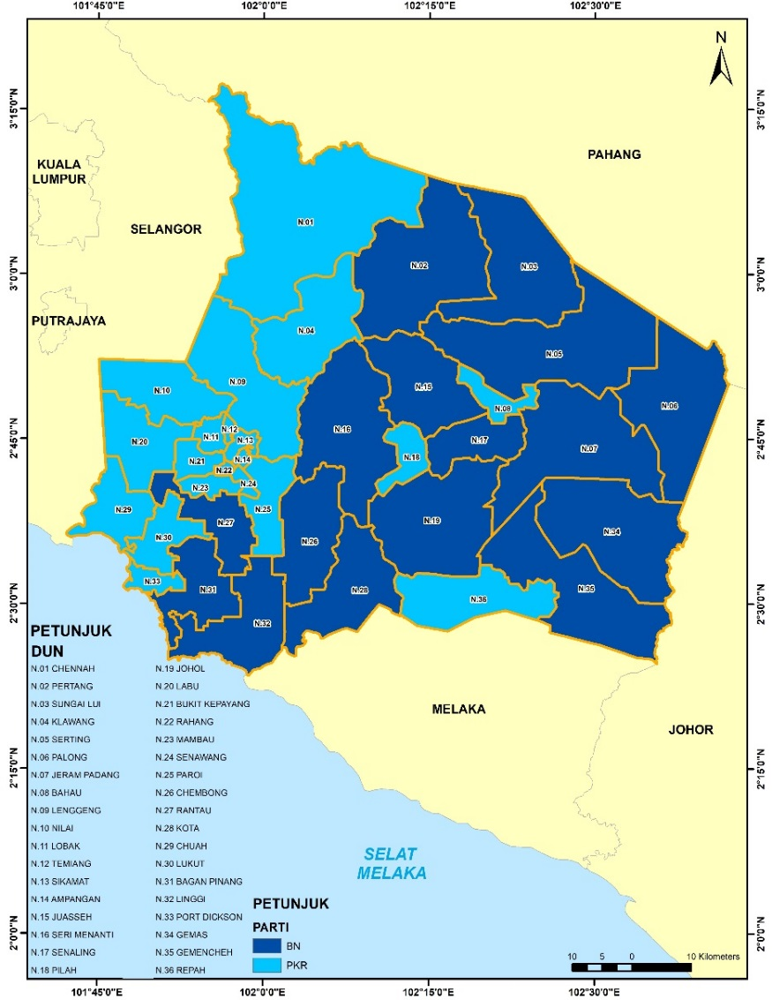 101°45'0"E 102°0'0"E 102°15'0"E 102°30'0"E
N
3°15'0"N 3°15'0"N
PAHANG
KUALA
LUMPUR
SELANGOR
N.01
N.02
N.03
3°0'0"N 3°0'0"N
PUTRAJAYA
N.04
N.05
N.09
N.10
N.15
N.06
N.08
N.16
N.12
N.11
N.13
N.17
2°45'0"N 2°45'0"N
N.20
N.07
N.18
N.14
N.21
N.22
N.24
N.23
N.25
N.29
N.27
N.19
N.34
N.30
N.26
N.33
N.31
N.28
N.35
N.36
2°30'0"N 2°30'0"N
N.32
PETUNJUK
DUN
N.01 CHENNAH
N.02 PERTANG
N.03 SUNGAI LUI
N.04 KLAWANG
N.05 SERTING
N.06 PALONG
N.07 JERAM PADANG
N.08 BAHAU
N.09 LENGGENG
N.10 NILAI
N.11 LOBAK
N.12 TEMIANG
N.13 SIKAMAT
N.14 AMPANGAN
N.15 JUASSEH
N.16 SERI MENANTI
N.17 SENALING
N.18 PILAH
N.19 JOHOL
N.20 LABU
N.21 BUKIT KEPAYANG
N.22 RAHANG
N.23 MAMBAU
N.24 SENAWANG
N.25 PAROI
N.26 CHEMBONG
N.27 RANTAU
N.28 KOTA
N.29 CHUAH
N.30 LUKUT
N.31 BAGAN PINANG
N.32 LINGGI
N.33 PORT DICKSON
N.34 GEMAS
N.35 GEMENCHEH
N.36 REPAH
MELAKA
JOHOR
2°15'0"N 2°15'0"N
SELAT
MELAKA
PETUNJUK
PARTI
BN
PKR
2°0'0"N 2°0'0"N
10 5 0 10 Kilometers
101°45'0"E 102°0'0"E 102°15'0"E 102°30'0"E